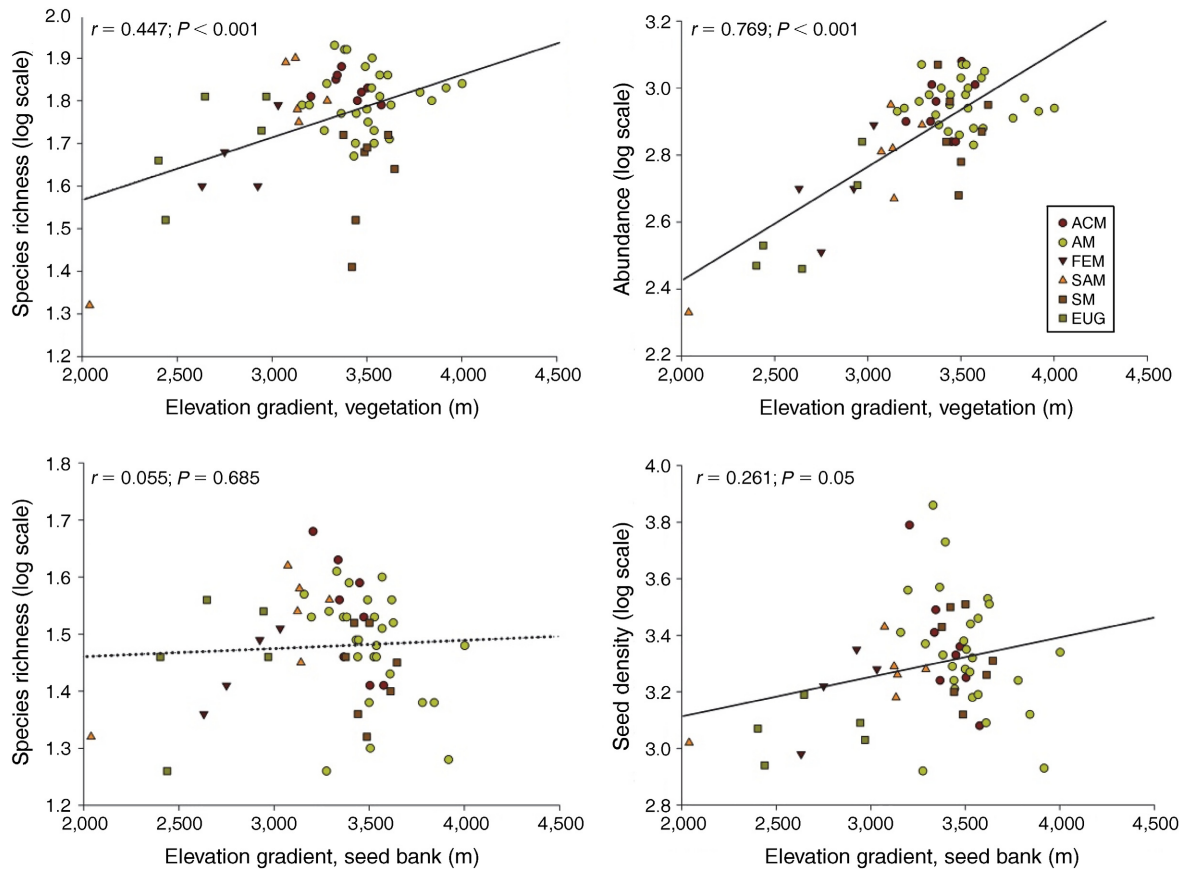 r = 0.447; P < 0.001
2.0
1.9
1.8
1.7
1.6
1.5
1.4
1.3
1.2
Species richness (log scale)
2,000 2,500 3,000 3,500 4,000 4,500
Elevation gradient, vegetation (m)
r = 0.769; P < 0.001
3.2
3.0
2.8
2.6
2.4
2.2
Abundance (log scale)
ACM
AM
FEM
SAM
SM
EUG
2,000 2,500 3,000 3,500 4,000 4,500
Elevation gradient, vegetation (m)
r = 0.055; P = 0.685
1.8
1.7
1.6
1.5
1.4
1.3
1.2
Species richness (log scale)
2,000 2,500 3,000 3,500 4,000 4,500
Elevation gradient, seed bank (m)
r = 0.261; P = 0.05
4.0
3.8
3.6
3.4
3.2
3.0
2.8
Seed density (log scale)
2,000 2,500 3,000 3,500 4,000 4,500
Elevation gradient, seed bank (m)